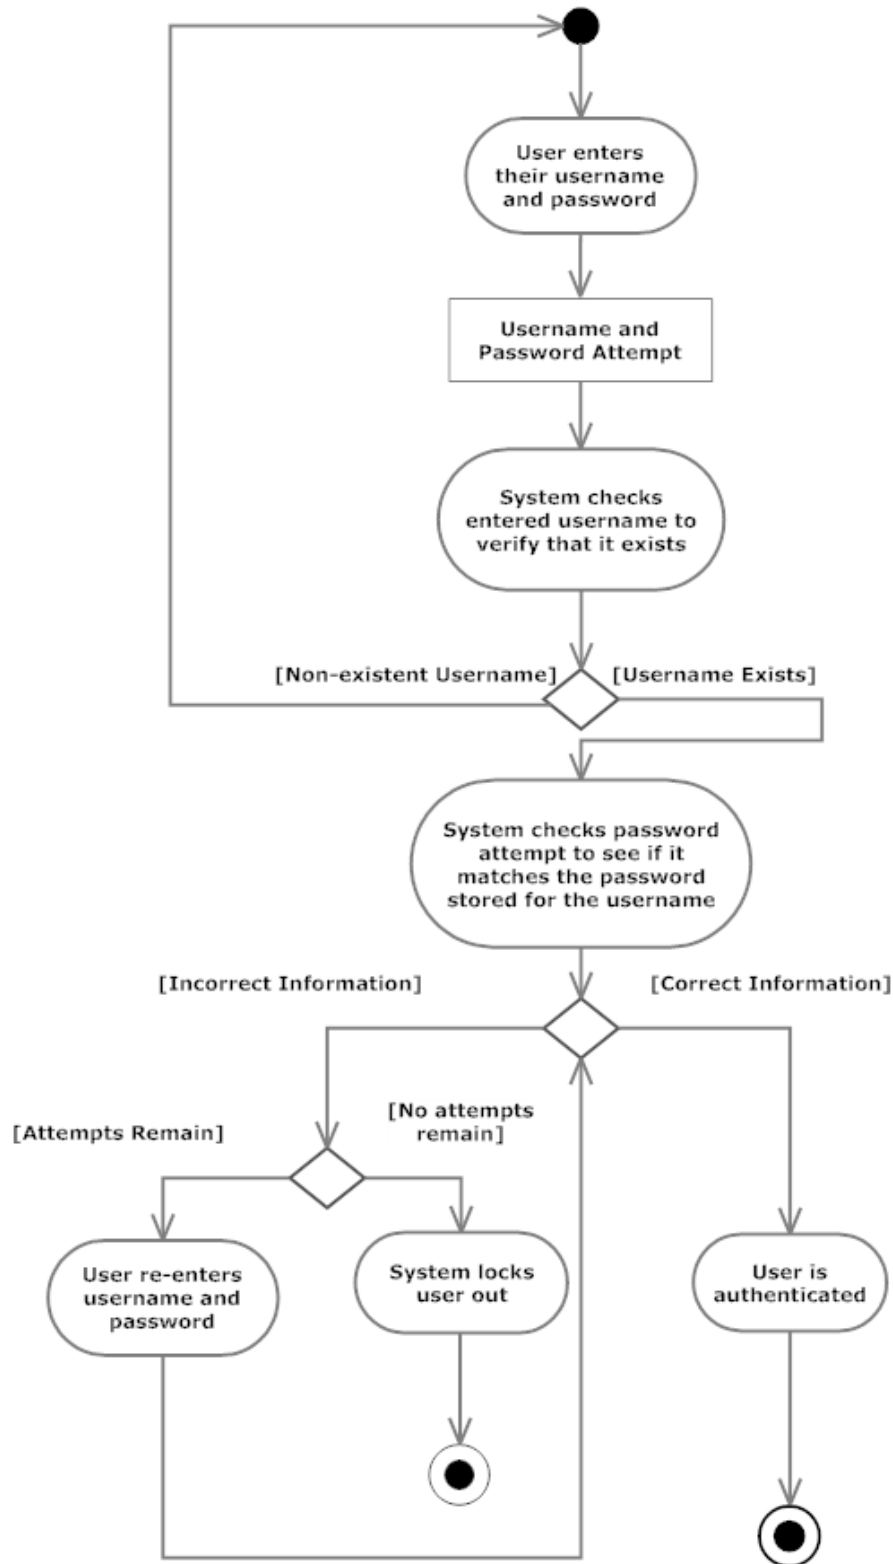 User enters
their username
and password
Username and
Password Attempt
System checks
entered username to
verify that it exists
[Non-existent Username]
[Username Exists]
System checks password
attempt to see if it
matches the password
stored for the username
[Incorrect Information]
[Correct Information]
[Attempts Remain]
[No attempts
remain]
User re-enters
username and
password
System locks
user out
User is
authenticated